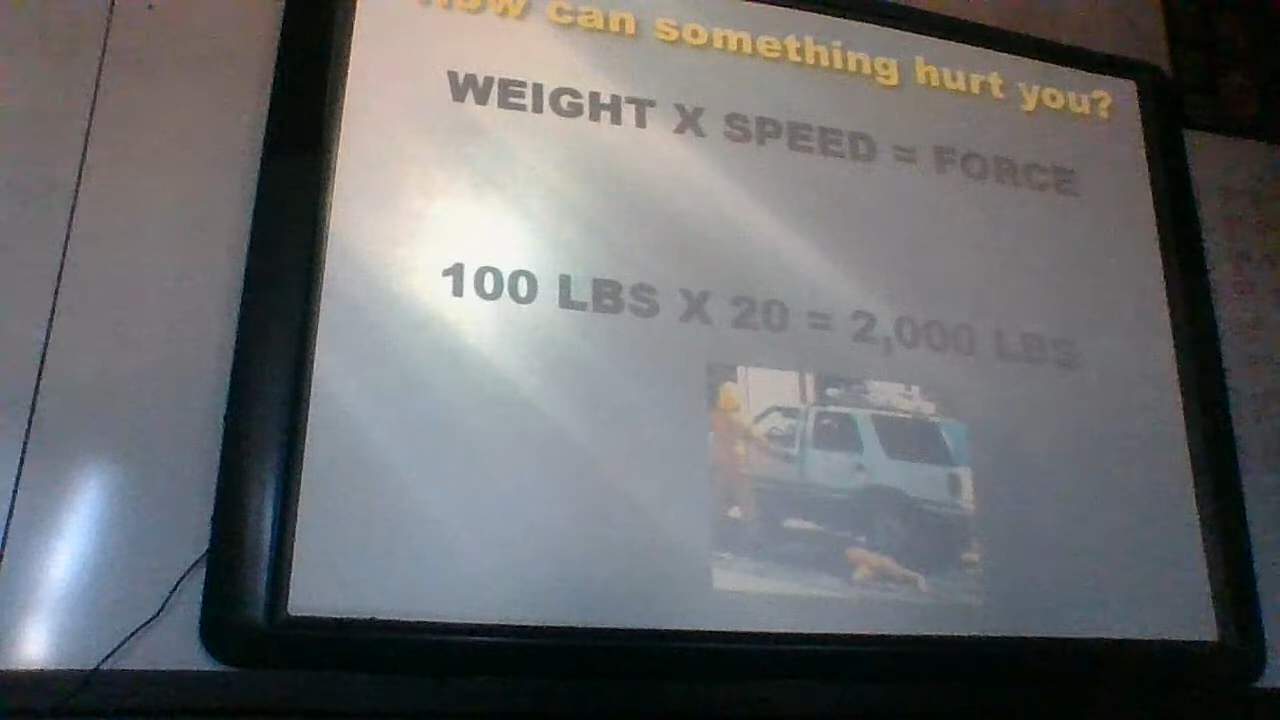 How can something hurt you?
WEIGHT X SPEED = FORCE
100 LBS X 20 = 2,000 LBS